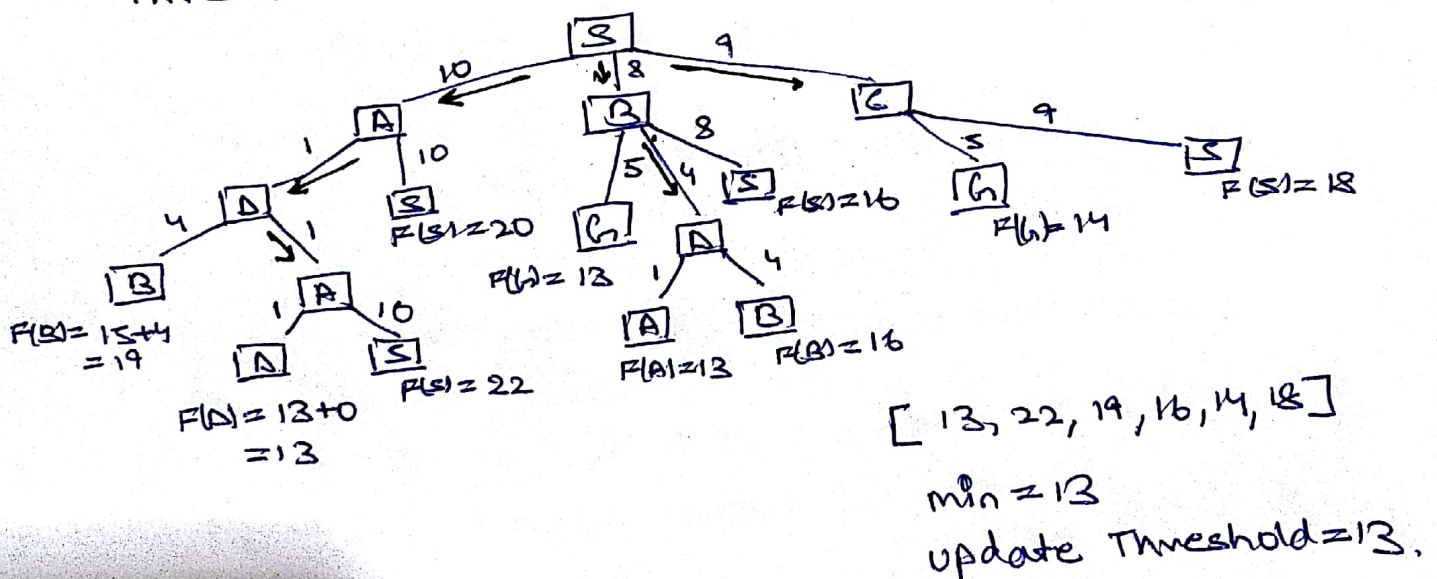 S
10 8 9
A B C
1 10 5 4 8 5 9
D S G D S G S
F(S)=20 F(S)=16 F(G)=14 F(S)=18
4 1 F(G)=13 1 4
B A A B
F(B)=15+4 F(A)=13 F(B)=16
=19
1 10
D S
F(S)=22
F(D)=13+0
=13
[13, 22, 19, 16, 14, 18]
min=13
update Threshold=13.